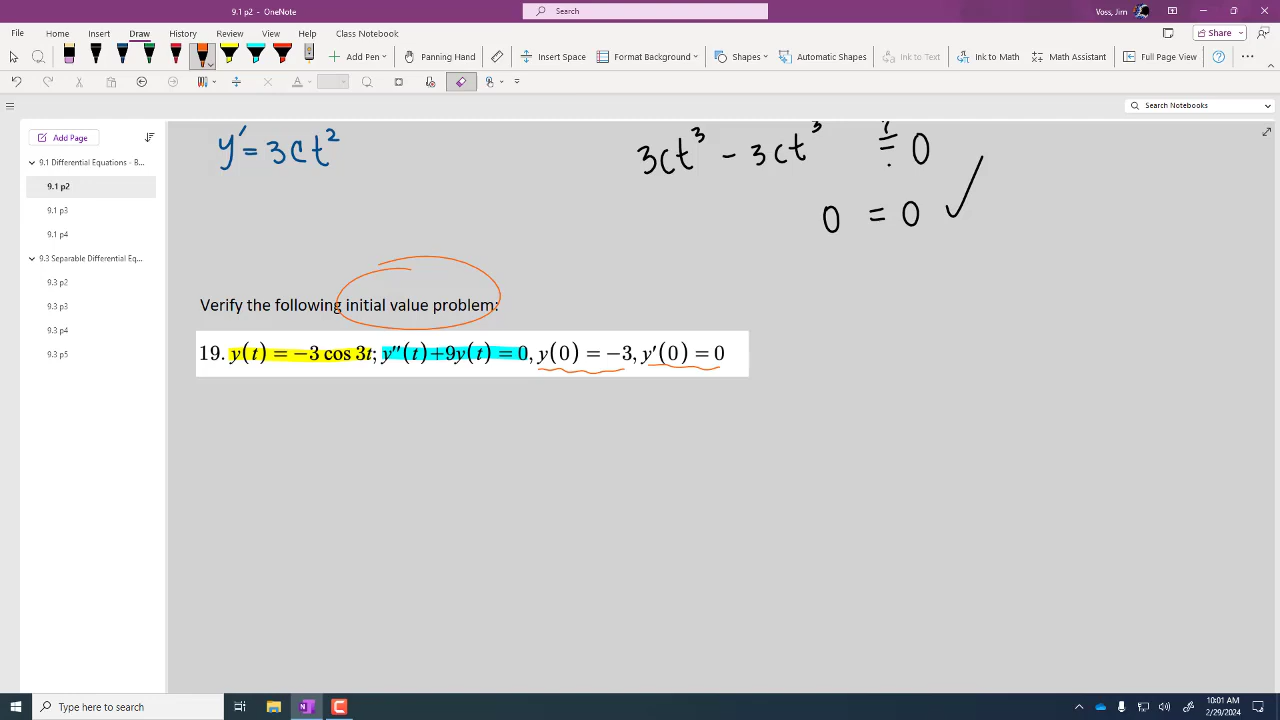 9.1 p2 - OneNote
Search
Voss, Jim
File Home Insert Draw History Review View Help Class Notebook
Share
Add Pen Panning Hand Insert Space Format Background Shapes Automatic Shapes Ink to Text Ink to Math Math Assistant Full Page View
Search Notebooks
Add Page
9.1 Differential Equations - B...
9.1 p2
9.1 p3
9.1 p4
9.3 Separable Differential Eq...
9.3 p2
9.3 p3
9.3 p4
9.3 p5
y' = 3ct²
3ct³ - 3ct³ ≟ 0
0 = 0 ✓
Verify the following initial value problem:
19. y(t) = −3 cos 3t; y″(t)+9y(t) = 0, y(0) = −3, y′(0) = 0
Type here to search
10:01 AM
2/29/2024